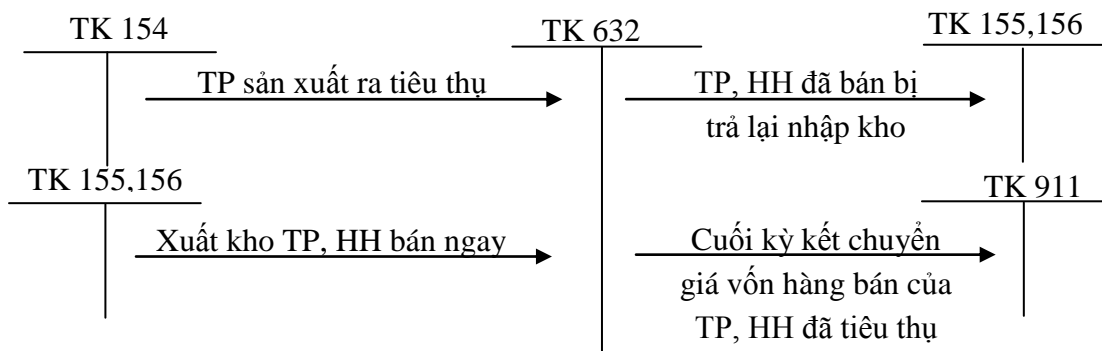 TK 154
TK 632
TK 155,156
TP sản xuất ra tiêu thụ
TP, HH đã bán bị
trả lại nhập kho
TK 155,156
TK 911
Xuất kho TP, HH bán ngay
Cuối kỳ kết chuyển
giá vốn hàng bán của
TP, HH đã tiêu thụ